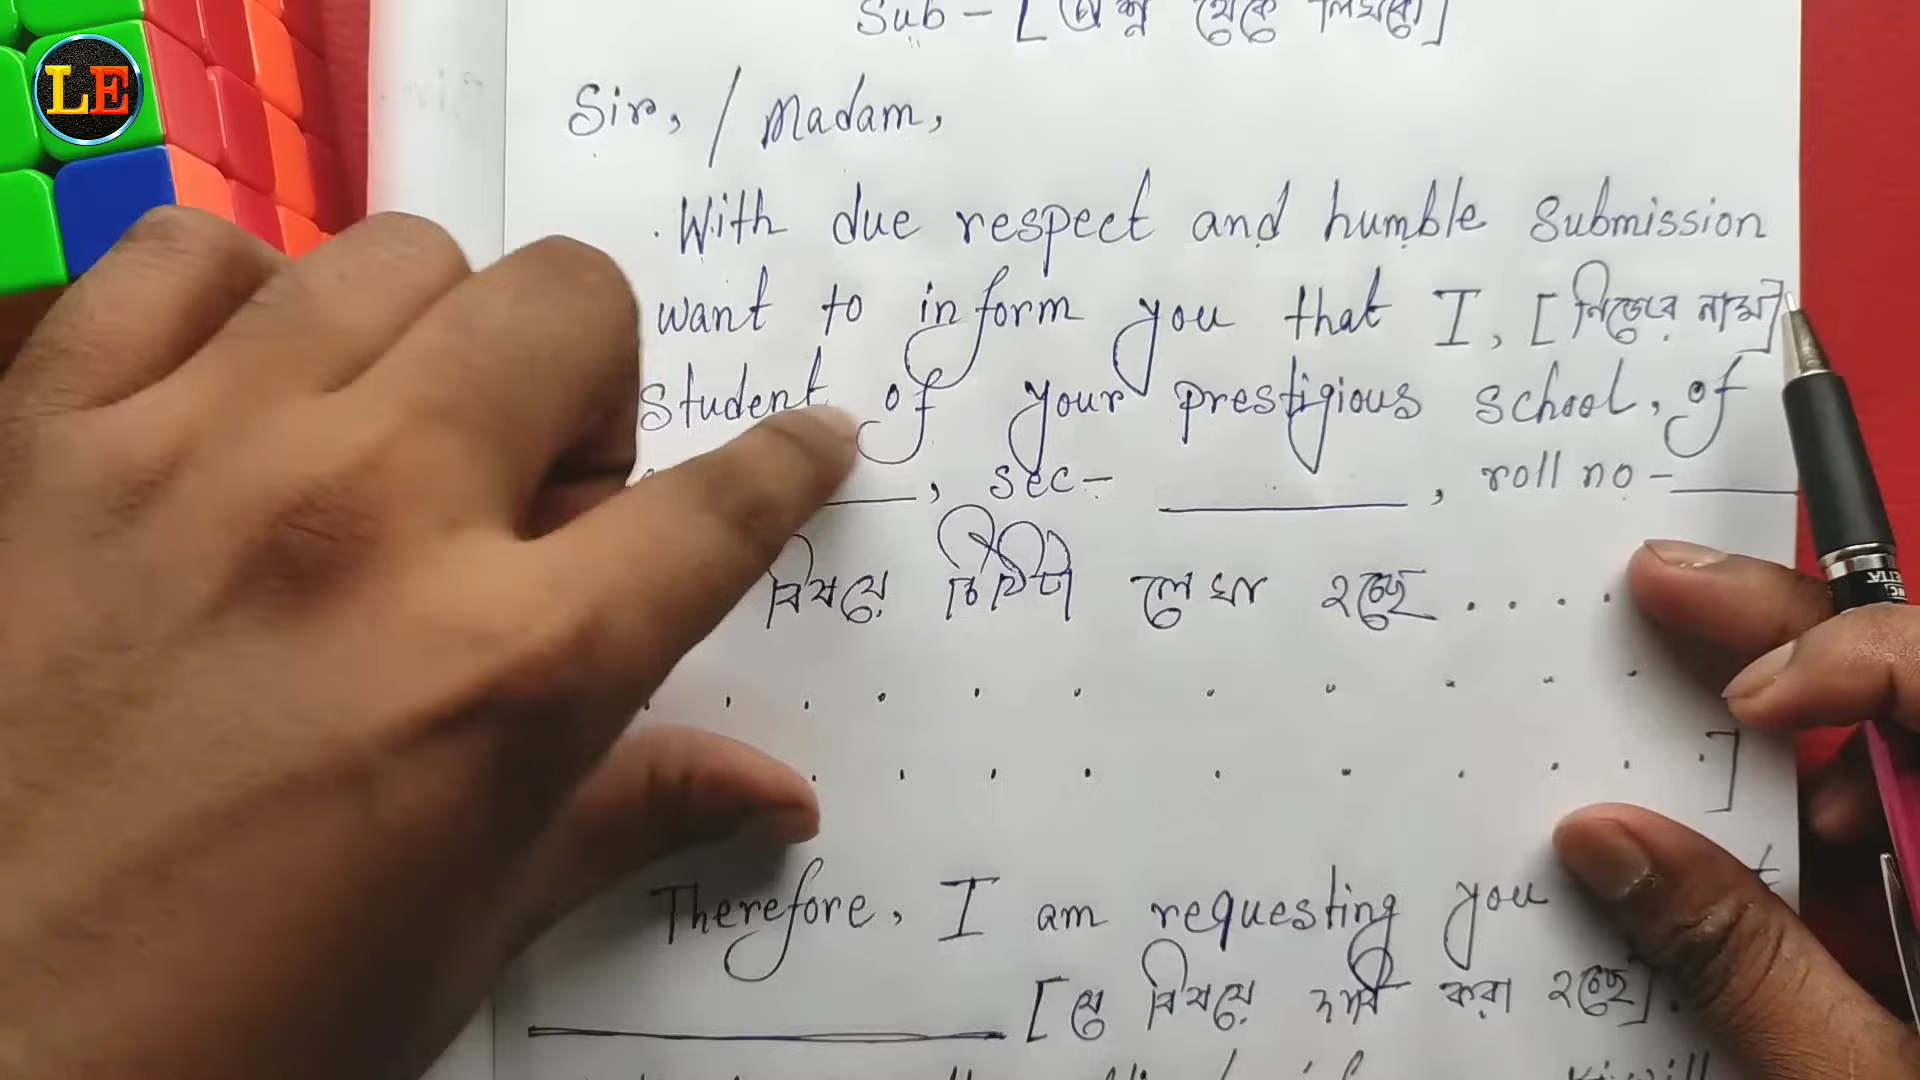 LE
Sub - [প্রশ্ন থেকে লিখবে]
Sir, / Madam,
With due respect and humble submission
want to inform you that I, [নিজের নাম]
student of your prestigious school, of
, sec- , roll no -
বিষয়ে চিঠিটা লেখা হচ্ছে . . . .
. . . . . . . . . . .
. . . . . . . . . . ]
Therefore, I am requesting you
[যে বিষয়ে দাবি করা হচ্ছে].